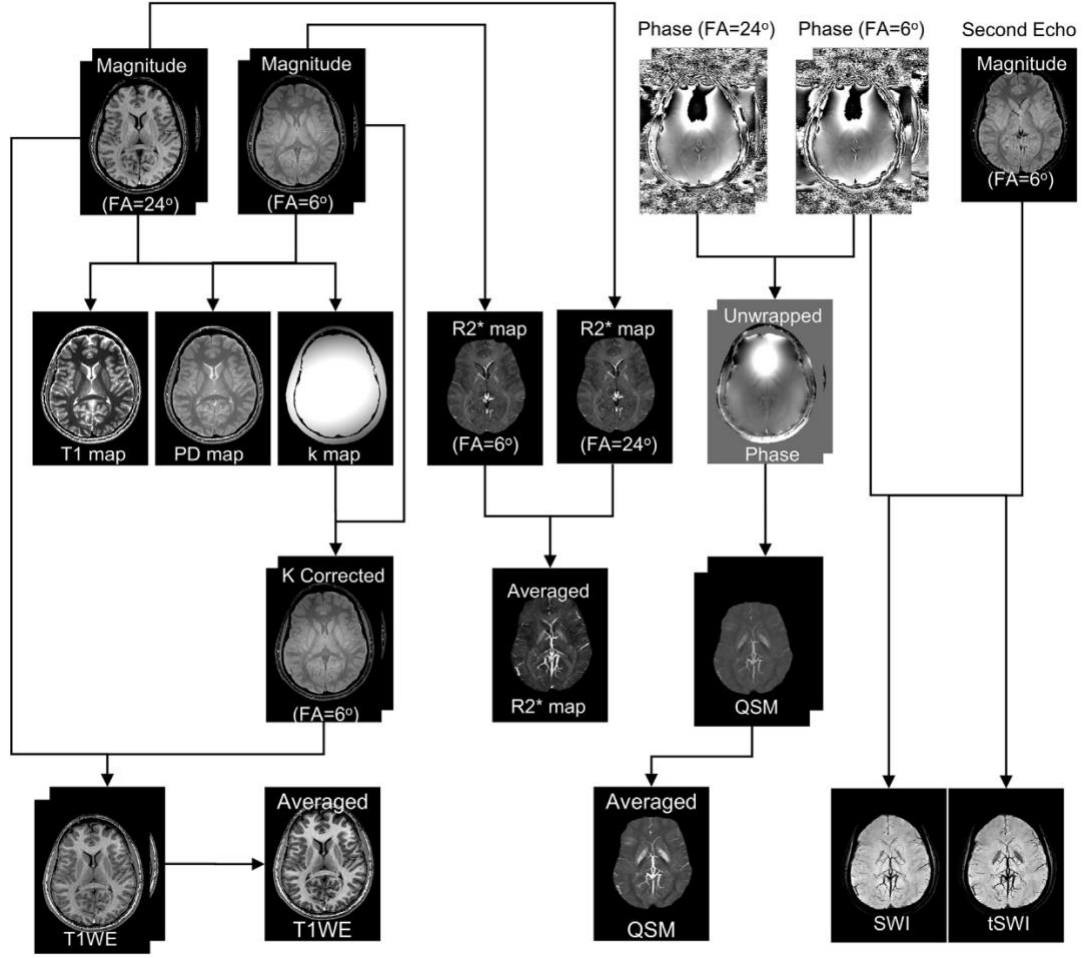 Phase (FA=24°)
Phase (FA=6°)
Second Echo
Magnitude
(FA=24°)
Magnitude
(FA=6°)
Magnitude
(FA=6°)
T1 map
PD map
k map
R2* map
(FA=6°)
R2* map
(FA=24°)
Unwrapped
Phase
K Corrected
(FA=6°)
Averaged
R2* map
QSM
T1WE
Averaged
T1WE
Averaged
QSM
SWI
tSWI